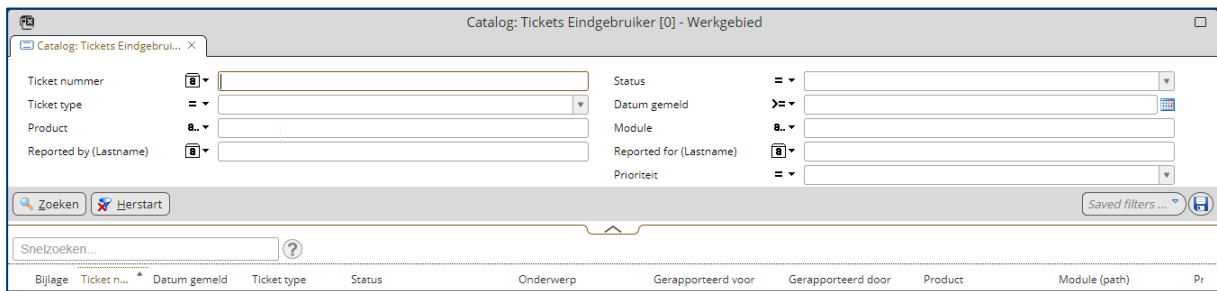 Catalog: Tickets Eindgebruiker [0] - Werkgebied
Catalog: Tickets Eindgebrui... ×
Ticket nummer a Status =
Ticket type = Datum gemeld >=
Product a.. Module a..
Reported by (Lastname) a Reported for (Lastname) a
Prioriteit =
Zoeken Herstart Saved filters ...
Snelzoeken... ?
Bijlage Ticket n... Datum gemeld Ticket type Status Onderwerp Gerapporteerd voor Gerapporteerd door Product Module (path) Pr